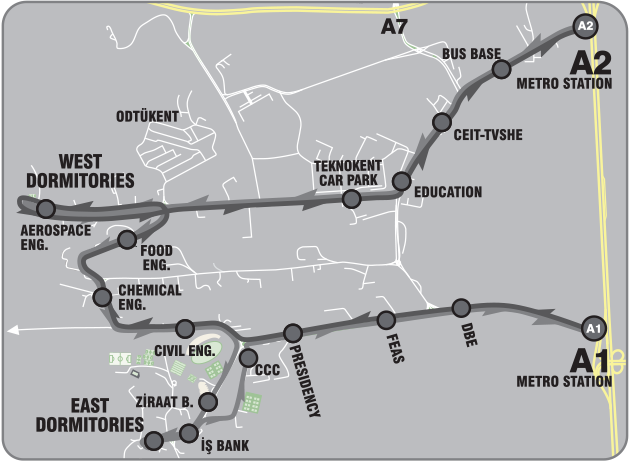 A7
A2
BUS BASE
A2
METRO STATION
ODTÜKENT
CEIT-TVSHE
WEST
DORMITORIES
TEKNOKENT
CAR PARK
EDUCATION
AEROSPACE
ENG.
FOOD
ENG.
CHEMICAL
ENG.
CIVIL ENG.
CCC
PRESIDENCY
FEAS
DBE
A1
A1
METRO STATION
ZİRAAT B.
EAST
DORMITORIES
İŞ BANK